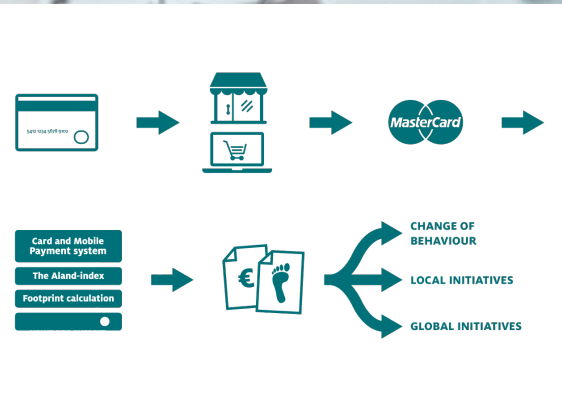 MasterCard
Card and Mobile
Payment system
The Aland-index
Footprint calculation
€
CHANGE OF
BEHAVIOUR
LOCAL INITIATIVES
GLOBAL INITIATIVES